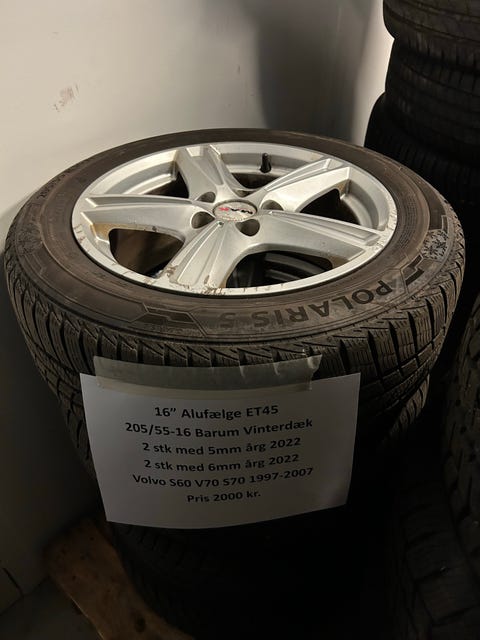 POLARIS 5
16” Alufælge ET45
205/55-16 Barum Vinterdæk
2 stk med 5mm årg 2022
2 stk med 6mm årg 2022
Volvo S60 V70 S70 1997-2007
Pris 2000 kr.